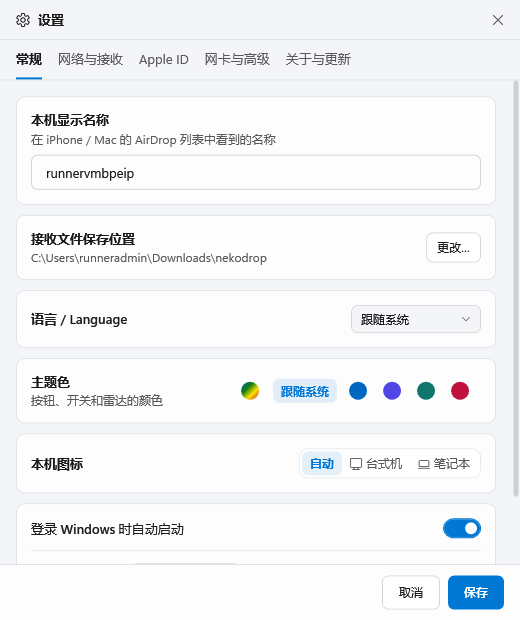 设置
常规 网络与接收 Apple ID 网卡与高级 关于与更新
本机显示名称
在 iPhone / Mac 的 AirDrop 列表中看到的名称
runnervmbpeip
接收文件保存位置
C:\Users\runneradmin\Downloads\nekodrop
更改...
语言 / Language
跟随系统
主题色
按钮、开关和雷达的颜色
跟随系统
本机图标
自动 台式机 笔记本
登录 Windows 时自动启动
取消 保存